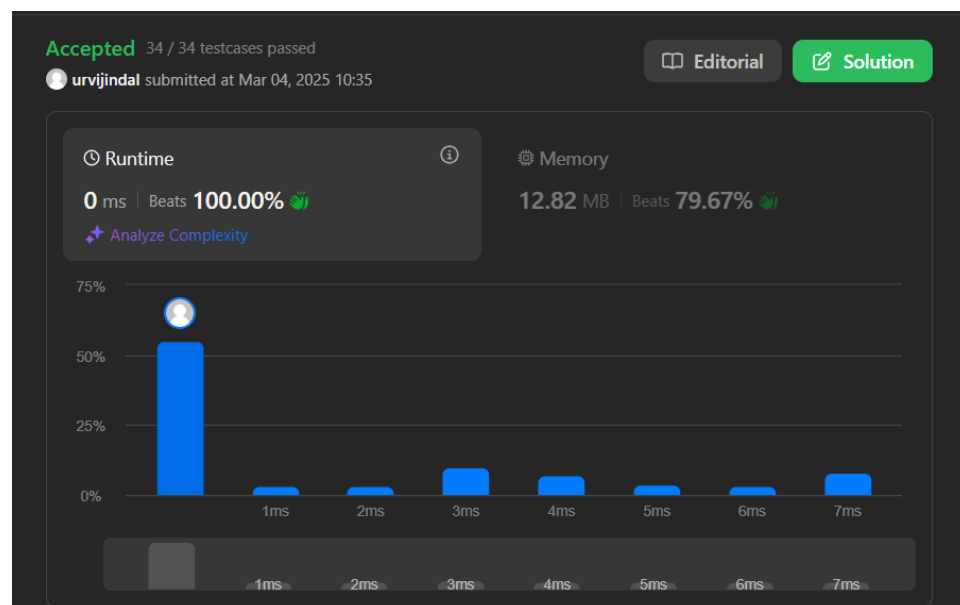 Accepted 34 / 34 testcases passed
urvijindal submitted at Mar 04, 2025 10:35
Editorial
Solution
Runtime
0 ms | Beats 100.00%
Analyze Complexity
Memory
12.82 MB | Beats 79.67%
75%
50%
25%
0%
1ms 2ms 3ms 4ms 5ms 6ms 7ms
1ms 2ms 3ms 4ms 5ms 6ms 7ms